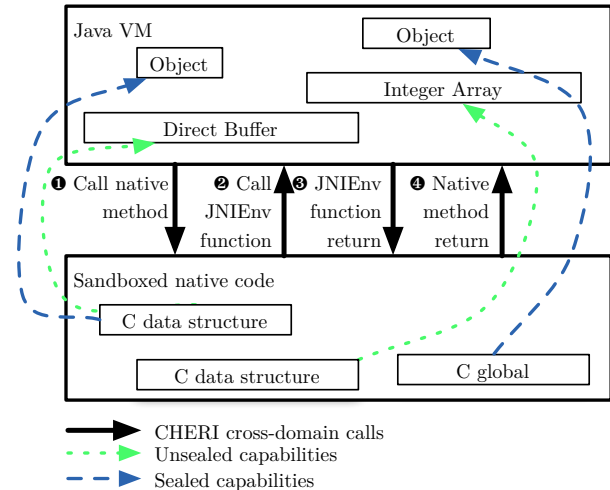 Java VM
Object
Object
Integer Array
Direct Buffer
❶ Call native
method
❷ Call
JNIEnv
function
❸ JNIEnv
function
return
❹ Native
method
return
Sandboxed native code
C data structure
C data structure
C global
CHERI cross-domain calls
Unsealed capabilities
Sealed capabilities